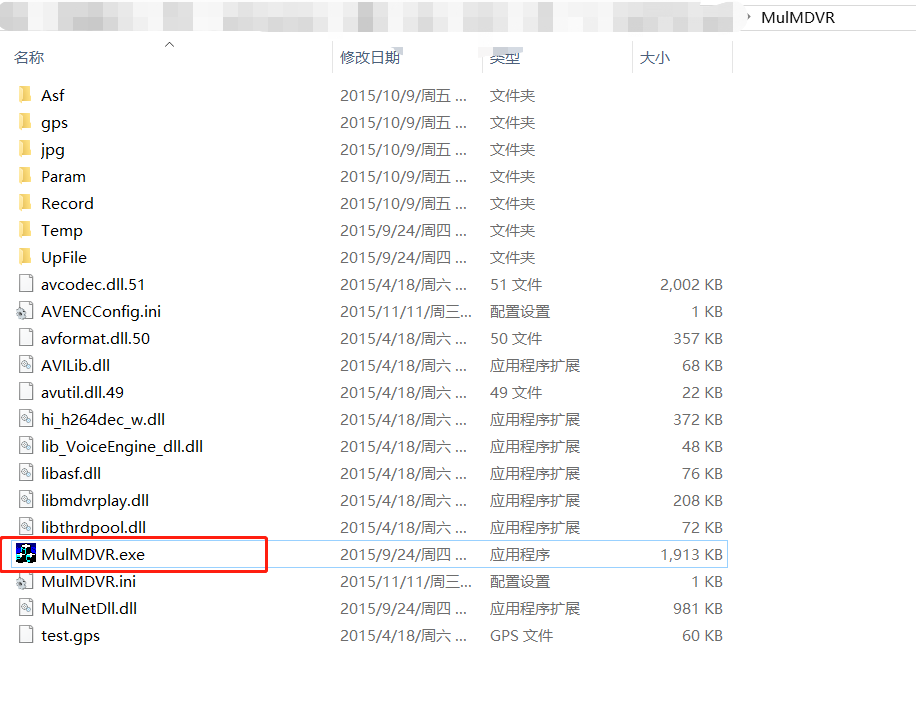 MulMDVR
名称 修改日期 类型 大小
Asf 2015/10/9/周五 ... 文件夹
gps 2015/10/9/周五 ... 文件夹
jpg 2015/10/9/周五 ... 文件夹
Param 2015/10/9/周五 ... 文件夹
Record 2015/10/9/周五 ... 文件夹
Temp 2015/9/24/周四 ... 文件夹
UpFile 2015/9/24/周四 ... 文件夹
avcodec.dll.51 2015/4/18/周六 ... 51 文件 2,002 KB
AVENCConfig.ini 2015/11/11/周三... 配置设置 1 KB
avformat.dll.50 2015/4/18/周六 ... 50 文件 357 KB
AVILib.dll 2015/4/18/周六 ... 应用程序扩展 68 KB
avutil.dll.49 2015/4/18/周六 ... 49 文件 22 KB
hi_h264dec_w.dll 2015/4/18/周六 ... 应用程序扩展 372 KB
lib_VoiceEngine_dll.dll 2015/4/18/周六 ... 应用程序扩展 48 KB
libasf.dll 2015/4/18/周六 ... 应用程序扩展 76 KB
libmdvrplay.dll 2015/4/18/周六 ... 应用程序扩展 208 KB
libthrdpool.dll 2015/4/18/周六 ... 应用程序扩展 72 KB
MulMDVR.exe 2015/9/24/周四 ... 应用程序 1,913 KB
MulMDVR.ini 2015/11/11/周三... 配置设置 1 KB
MulNetDll.dll 2015/9/24/周四 ... 应用程序扩展 981 KB
test.gps 2015/4/18/周六 ... GPS 文件 60 KB